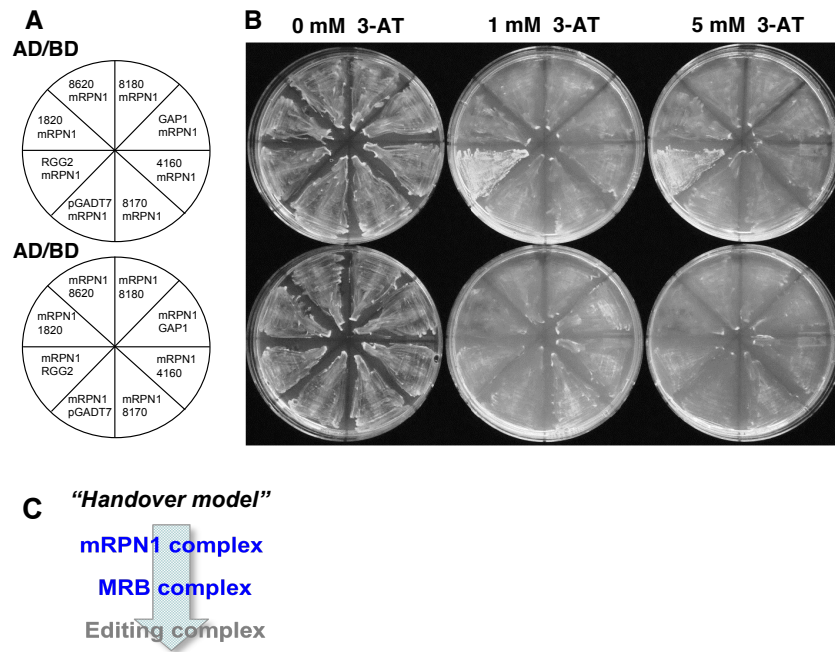 A
AD/BD
8620
mRPN1
8180
mRPN1
1820
mRPN1
GAP1
mRPN1
RGG2
mRPN1
4160
mRPN1
pGADT7
mRPN1
8170
mRPN1
AD/BD
mRPN1
8620
mRPN1
8180
mRPN1
1820
mRPN1
GAP1
mRPN1
RGG2
mRPN1
4160
mRPN1
pGADT7
mRPN1
8170
B
0 mM 3-AT
1 mM 3-AT
5 mM 3-AT
C
“Handover model”
mRPN1 complex
MRB complex
Editing complex